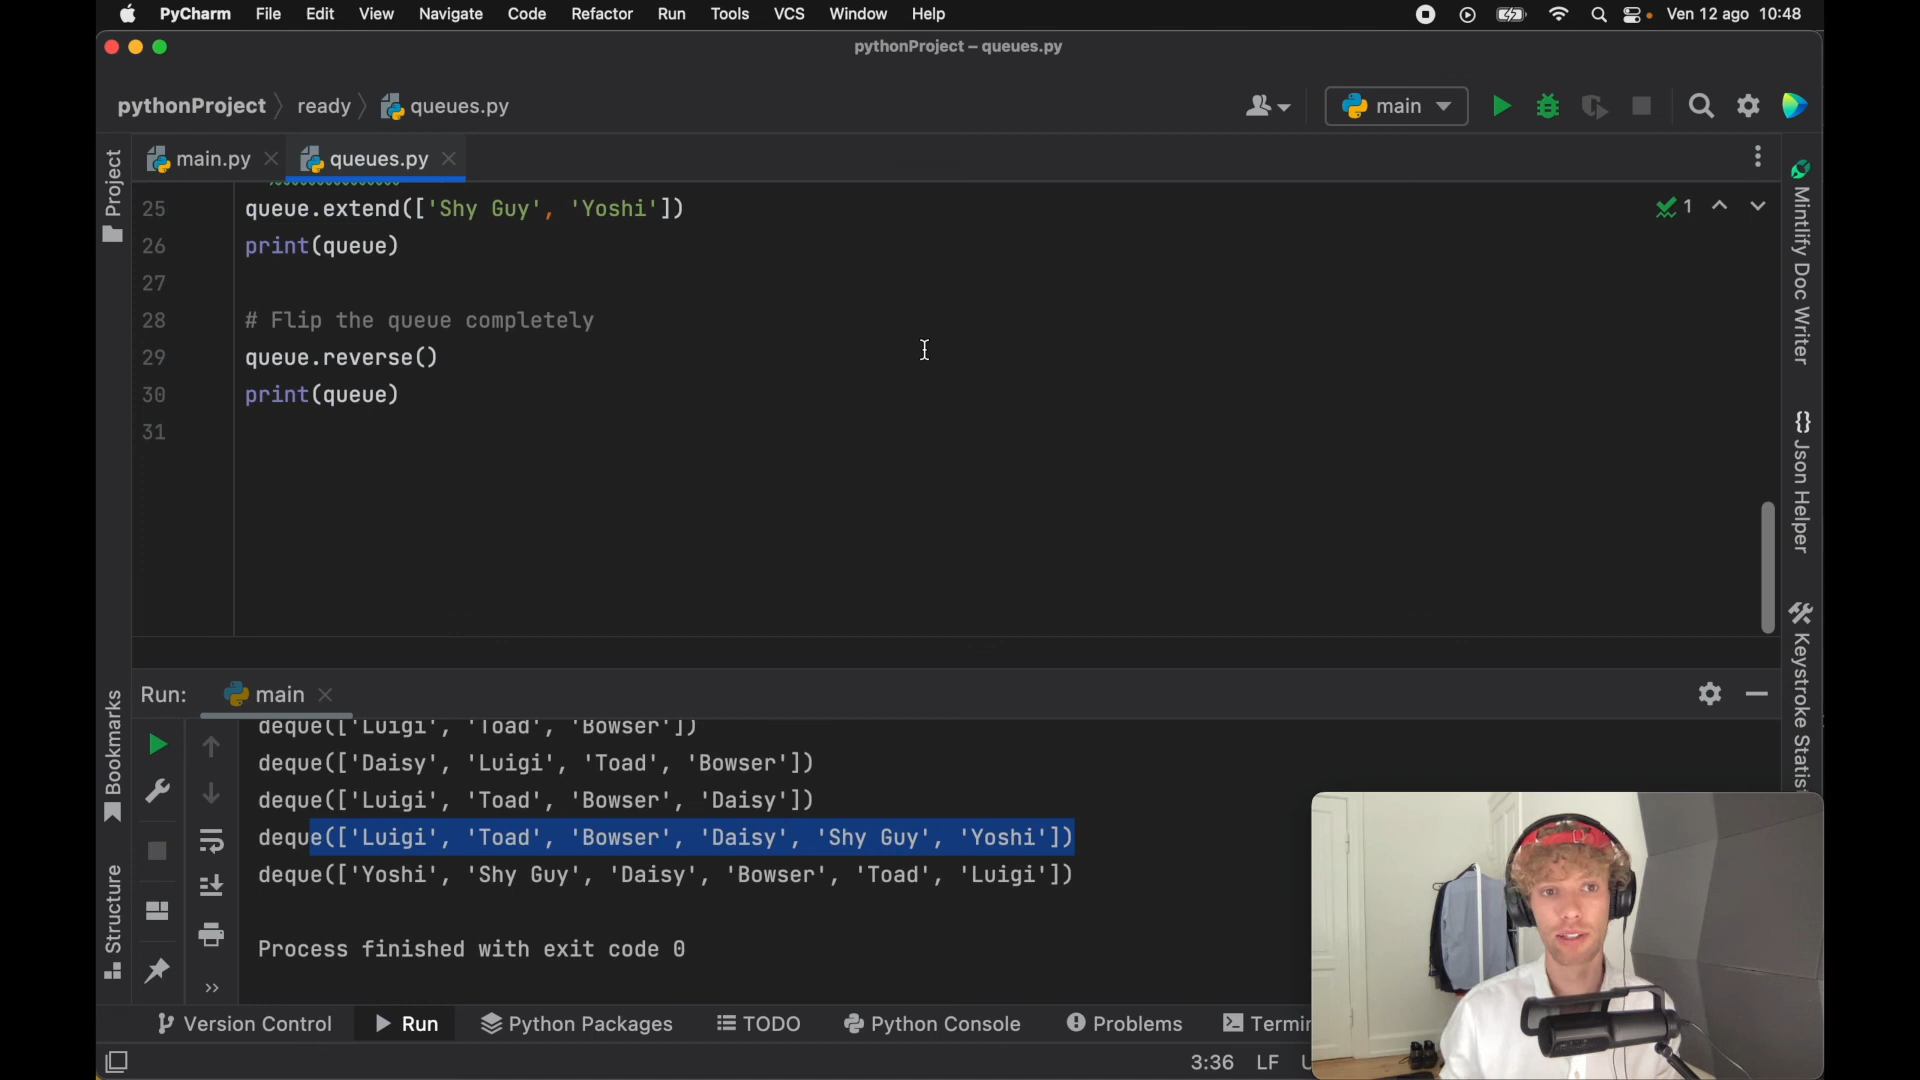 PyCharm File Edit View Navigate Code Refactor Run Tools VCS Window Help Ven 12 ago 10:48
pythonProject – queues.py
pythonProject ready queues.py main
main.py queues.py
Project
Bookmarks
Structure
25 queue.extend(['Shy Guy', 'Yoshi'])
26 print(queue)
27
28 # Flip the queue completely
29 queue.reverse()
30 print(queue)
31
1
Mintlify Doc Writer
{} Json Helper
Keystroke Statis
Run: main
deque(['Luigi', 'Toad', 'Bowser'])
deque(['Daisy', 'Luigi', 'Toad', 'Bowser'])
deque(['Luigi', 'Toad', 'Bowser', 'Daisy'])
deque(['Luigi', 'Toad', 'Bowser', 'Daisy', 'Shy Guy', 'Yoshi'])
deque(['Yoshi', 'Shy Guy', 'Daisy', 'Bowser', 'Toad', 'Luigi'])
Process finished with exit code 0
Version Control Run Python Packages TODO Python Console Problems Termin
3:36 LF